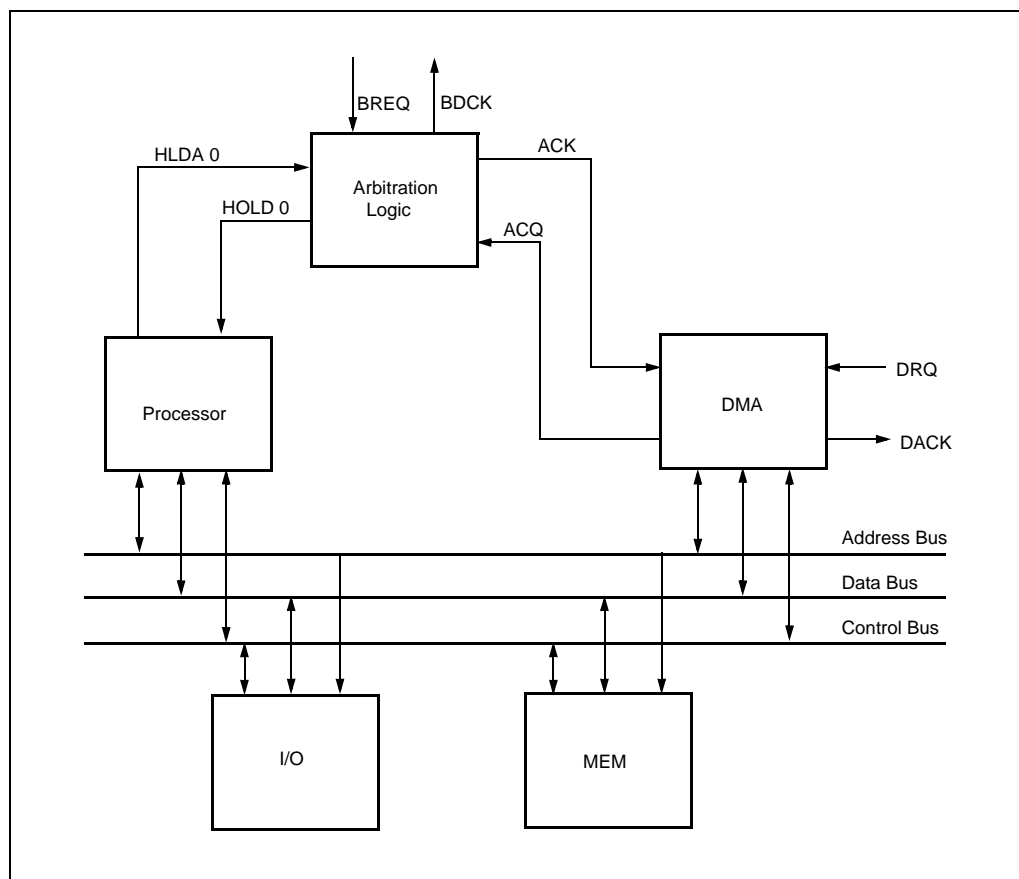 BREQ
BDCK
HLDA 0
ACK
Arbitration
Logic
HOLD 0
ACQ
Processor
DMA
DRQ
DACK
Address Bus
Data Bus
Control Bus
I/O
MEM